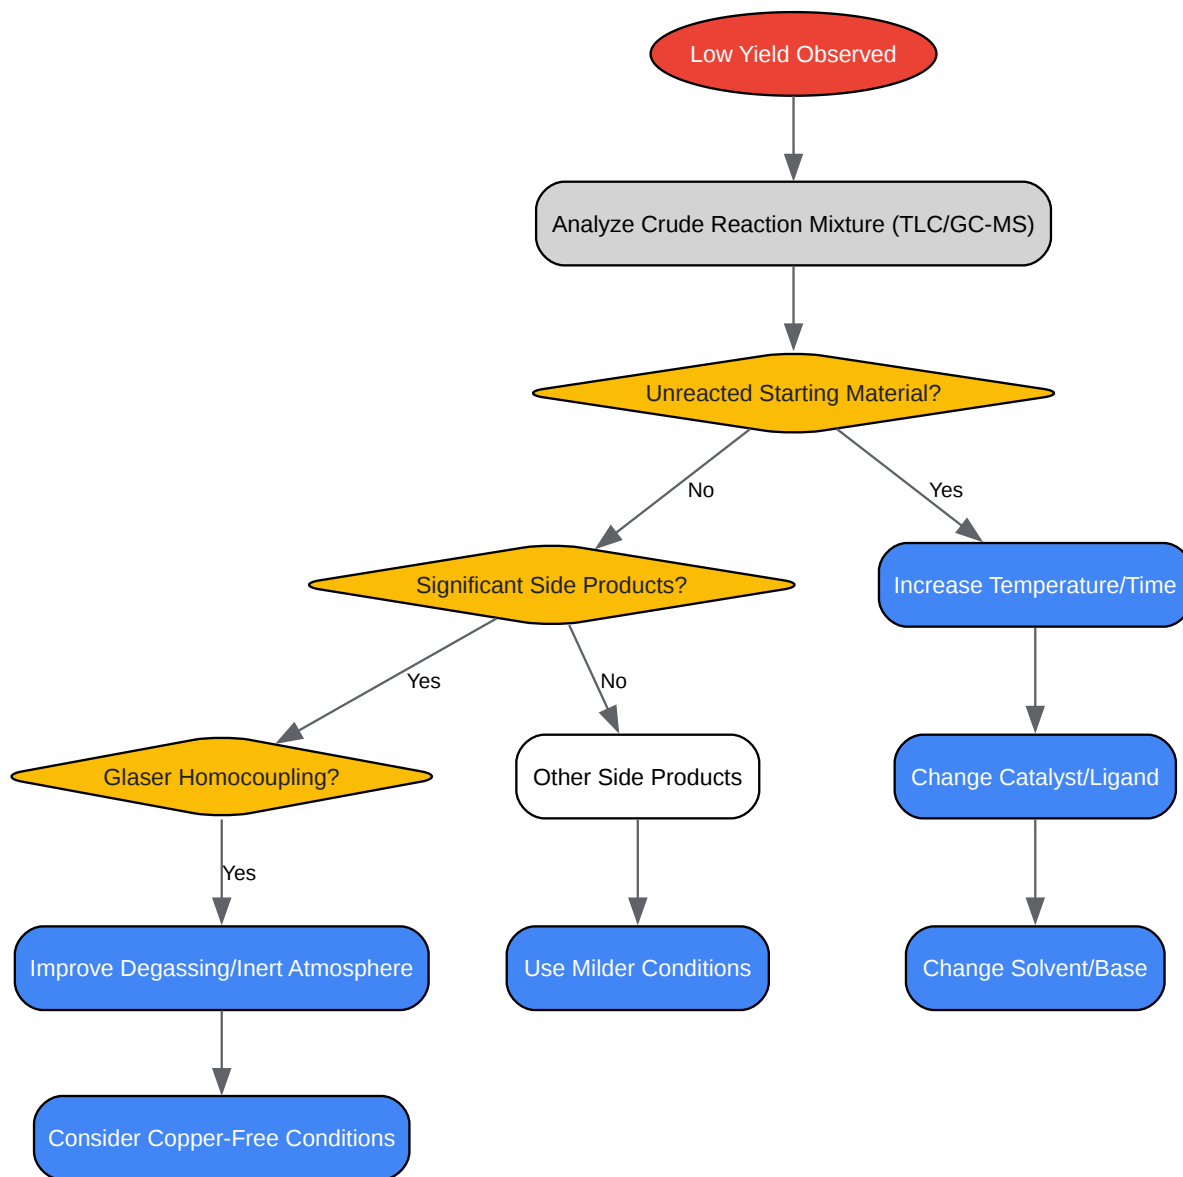 Low Yield Observed
Analyze Crude Reaction Mixture (TLC/GC-MS)
Unreacted Starting Material?
No
Yes
Significant Side Products?
Increase Temperature/Time
Yes
No
Glaser Homocoupling?
Other Side Products
Change Catalyst/Ligand
Yes
Improve Degassing/Inert Atmosphere
Use Milder Conditions
Change Solvent/Base
Consider Copper-Free Conditions